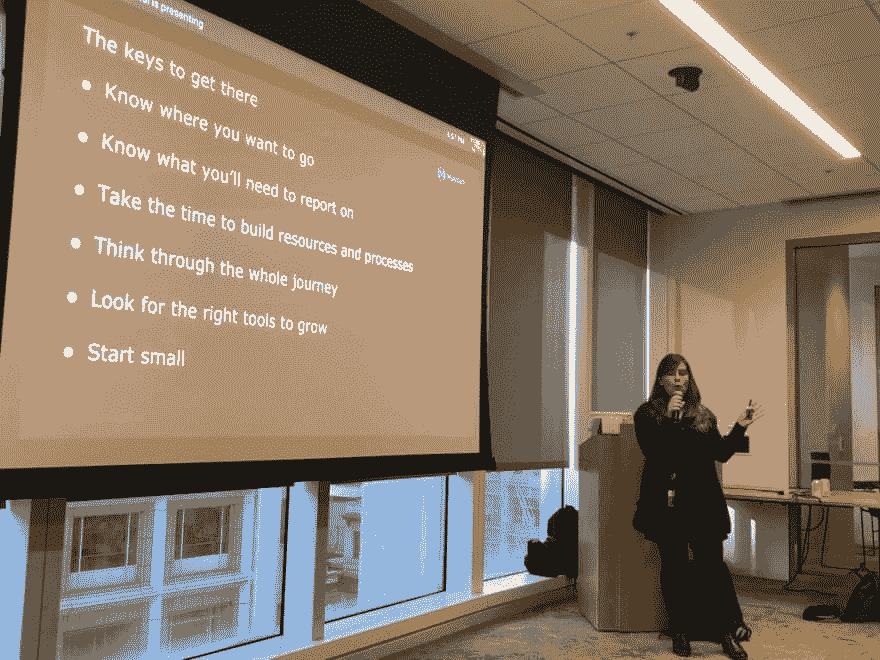 is presenting
The keys to get there
Know where you want to go
Know what you'll need to report on
Take the time to build resources and processes
Think through the whole journey
Look for the right tools to grow
Start small